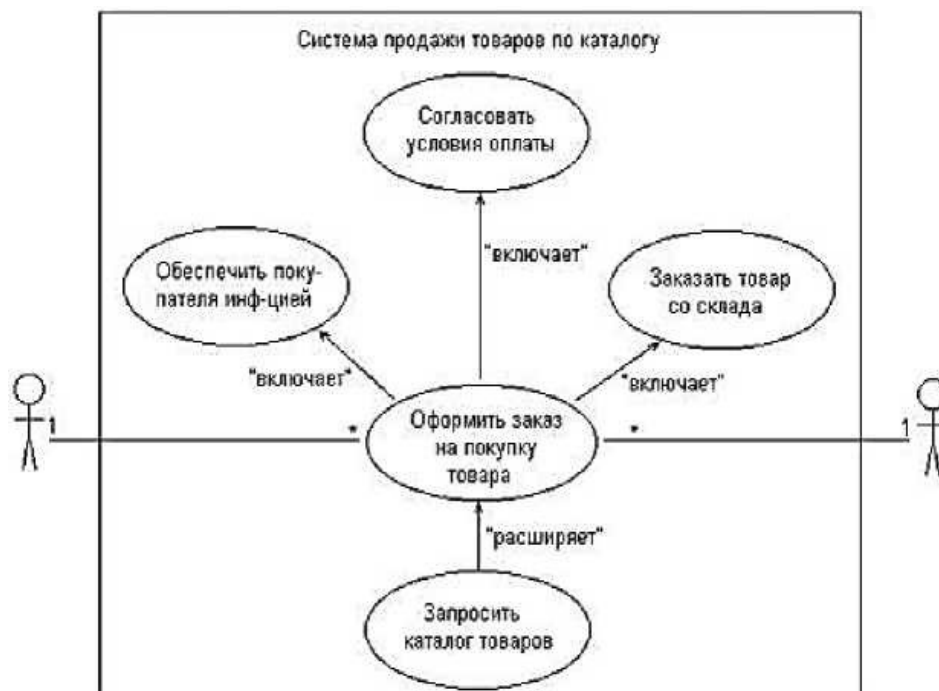 Система продажи товаров по каталогу
Согласовать
условия оплаты
"включает"
Обеспечить поку-
пателя инф-цией
Заказать товар
со склада
"включает"
"включает"
1
*
Оформить заказ
на покупку
товара
*
1
"расширяет"
Запросить
каталог товаров